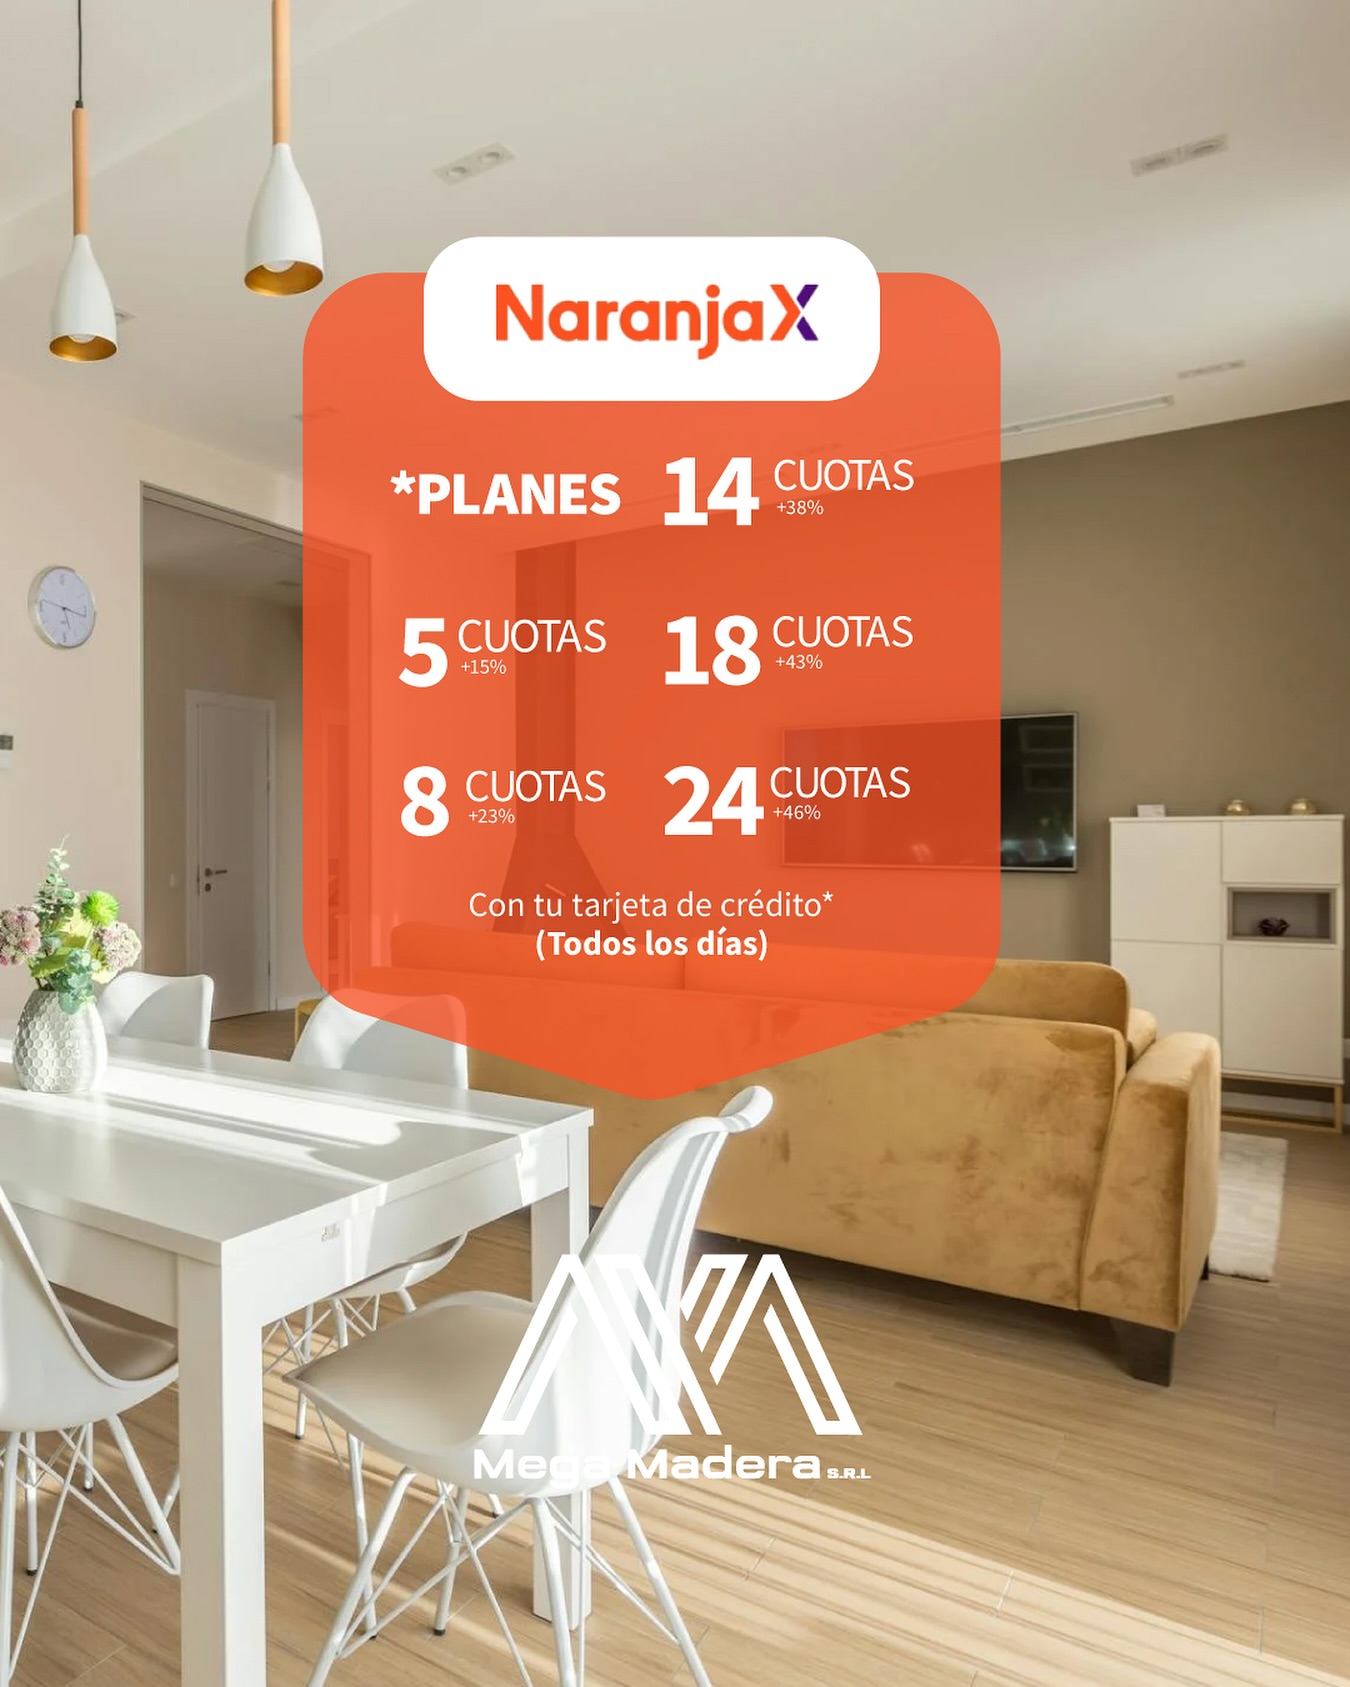 NaranjaX
*PLANES
14 CUOTAS
+38%
5 CUOTAS
+15%
18 CUOTAS
+43%
8 CUOTAS
+23%
24 CUOTAS
+46%
Con tu tarjeta de crédito*
(Todos los días)
Mega Madera S.R.L